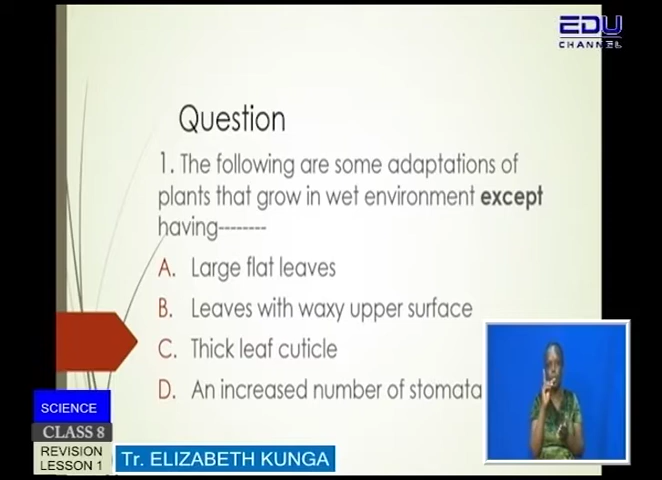 EDU
CHANNEL
Question
1. The following are some adaptations of
plants that grow in wet environment except
having--------
A. Large flat leaves
B. Leaves with waxy upper surface
C. Thick leaf cuticle
D. An increased number of stomata
SCIENCE
CLASS 8
REVISION
LESSON 1
Tr. ELIZABETH KUNGA